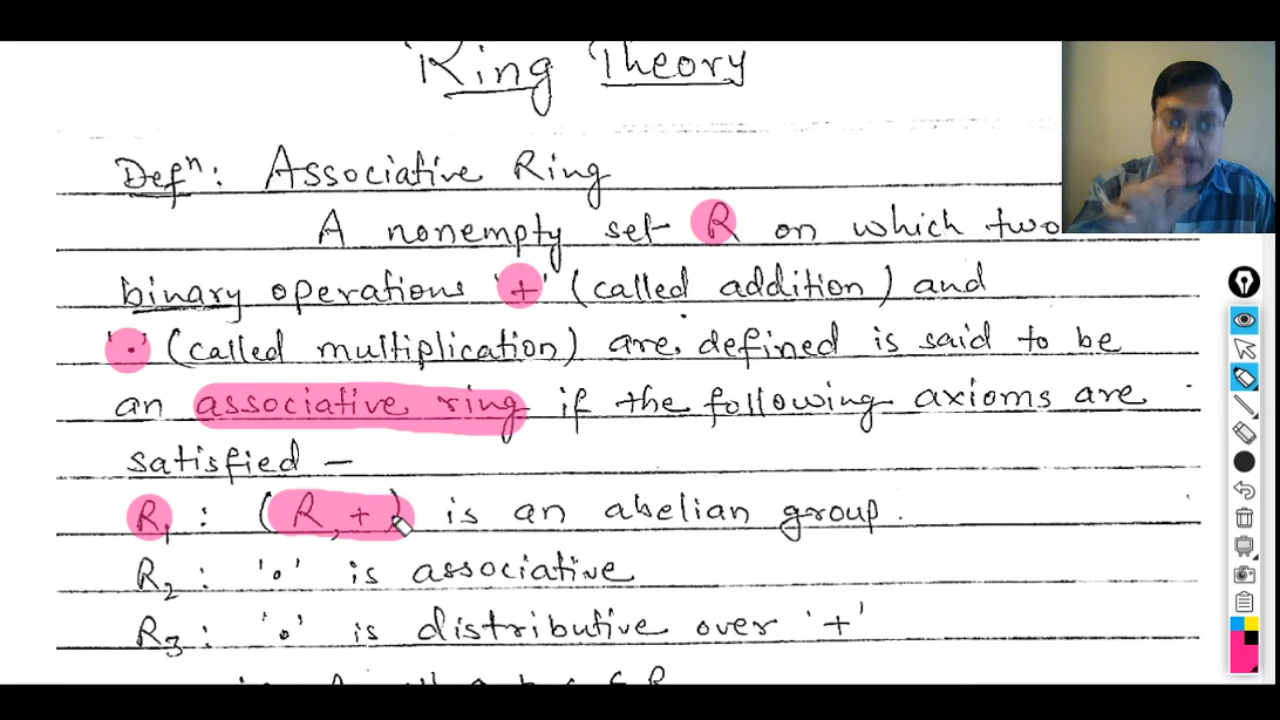 Ring Theory
Defⁿ: Associative Ring
A nonempty set R on which two
binary operations '+' (called addition) and
'.' (called multiplication) are defined is said to be
an associative ring if the following axioms are
satisfied –
R₁ : (R, +) is an abelian group.
R₂ : '.' is associative
R₃ : '.' is distributive over '+'